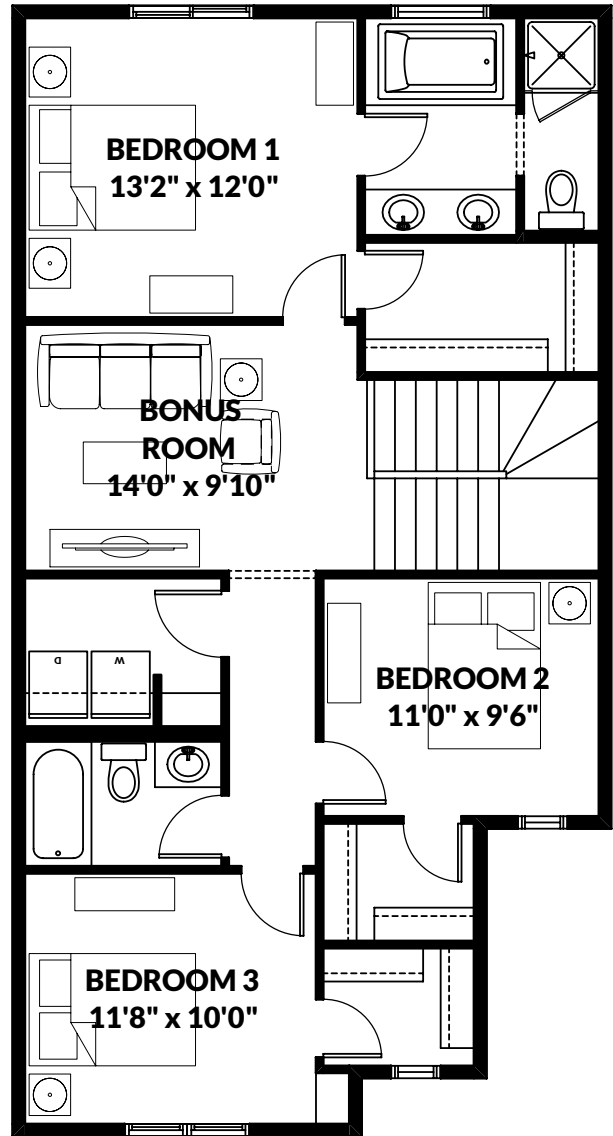 BEDROOM 1
13'2" x 12'0"
BONUS
ROOM
14'0" x 9'10"
D
W
BEDROOM 2
11'0" x 9'6"
BEDROOM 3
11'8" x 10'0"